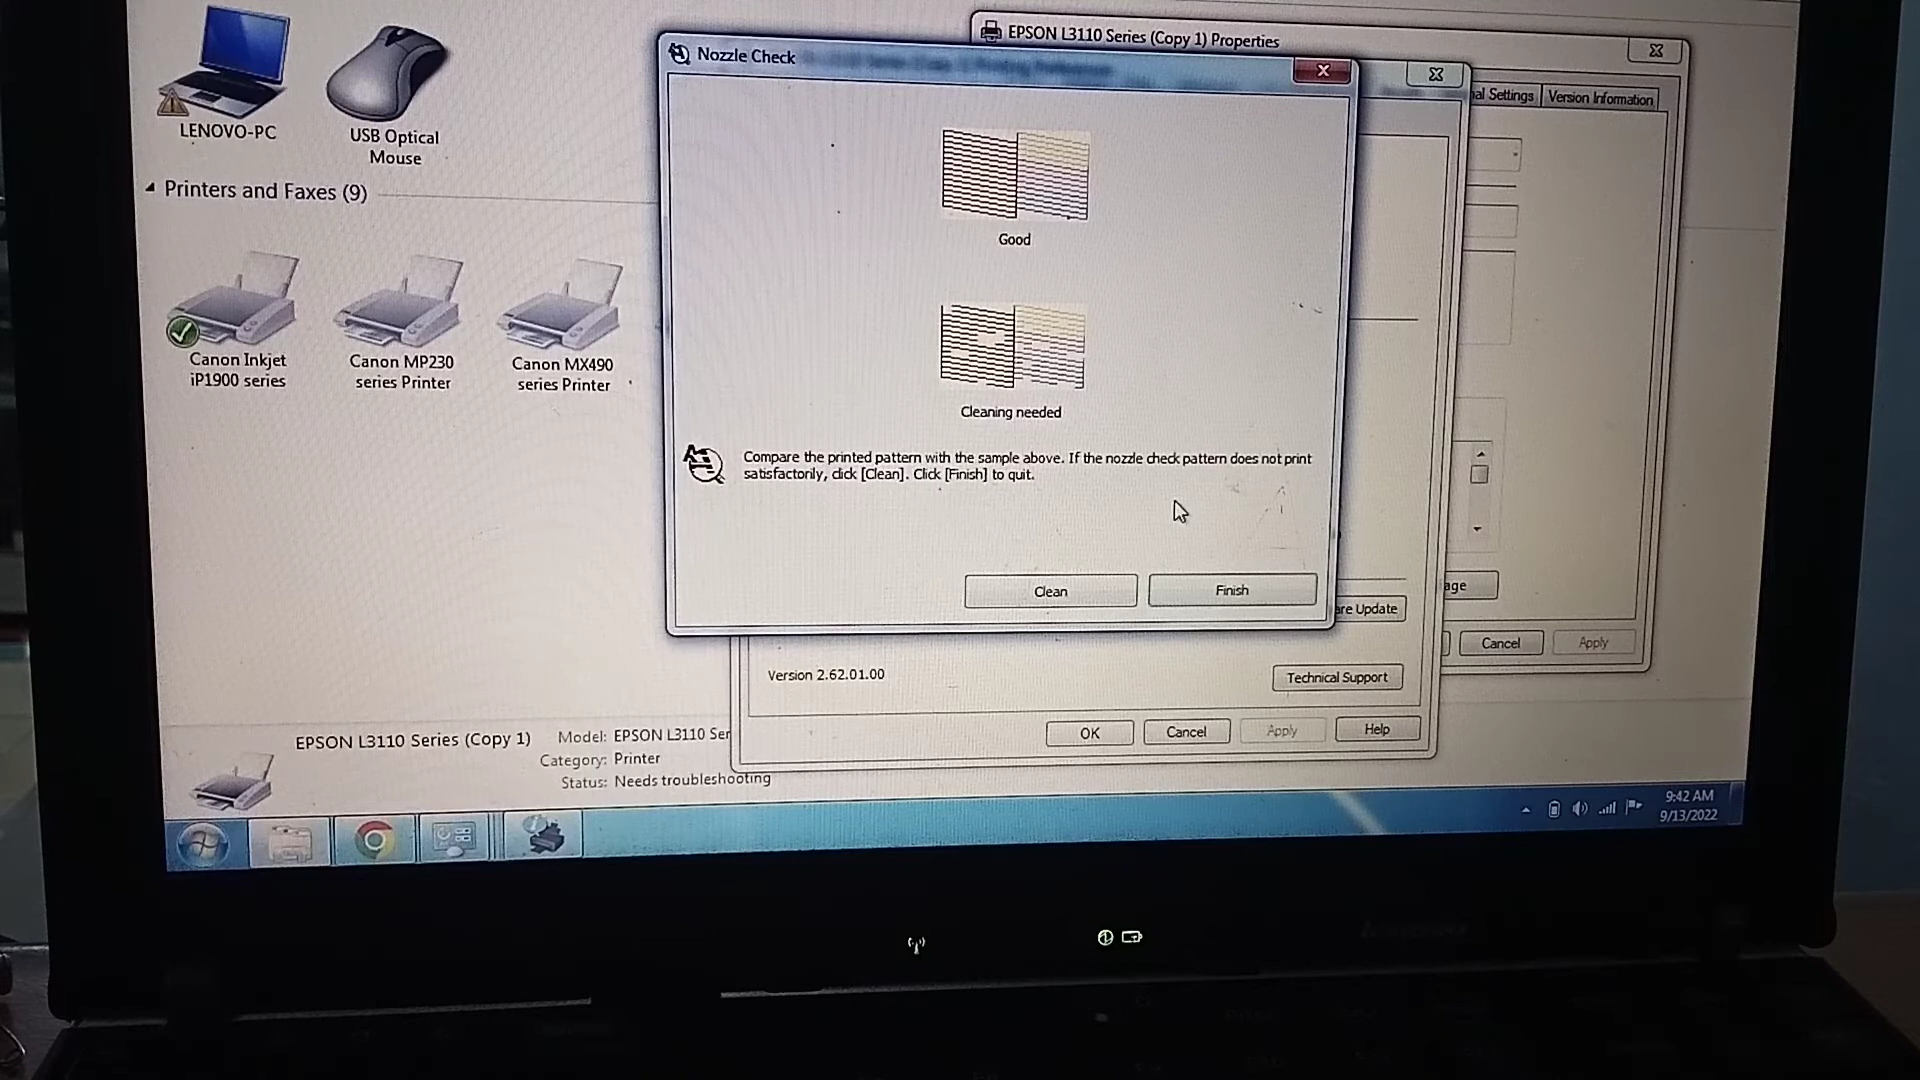 EPSON L3110 Series (Copy 1) Properties
Nozzle Check
nal Settings
Version Information
LENOVO-PC
USB Optical
Mouse
Printers and Faxes (9)
Good
Canon Inkjet
iP1900 series
Canon MP230
series Printer
Canon MX490
series Printer
Cleaning needed
Compare the printed pattern with the sample above. If the nozzle check pattern does not print
satisfactorily, click [Clean]. Click [Finish] to quit.
Clean
Finish
age
are Update
Cancel
Apply
Version 2.62.01.00
Technical Support
OK
Cancel
Apply
Help
EPSON L3110 Series (Copy 1)
Model: EPSON L3110 Ser
Category: Printer
Status: Needs troubleshooting
9:42 AM
9/13/2022